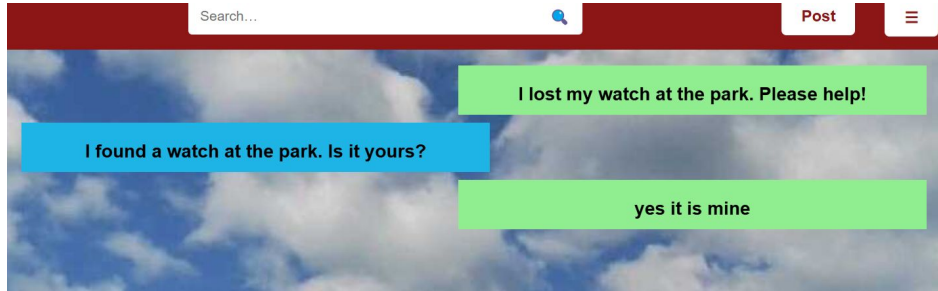 Search...
Post
☰
I lost my watch at the park. Please help!
I found a watch at the park. Is it yours?
yes it is mine